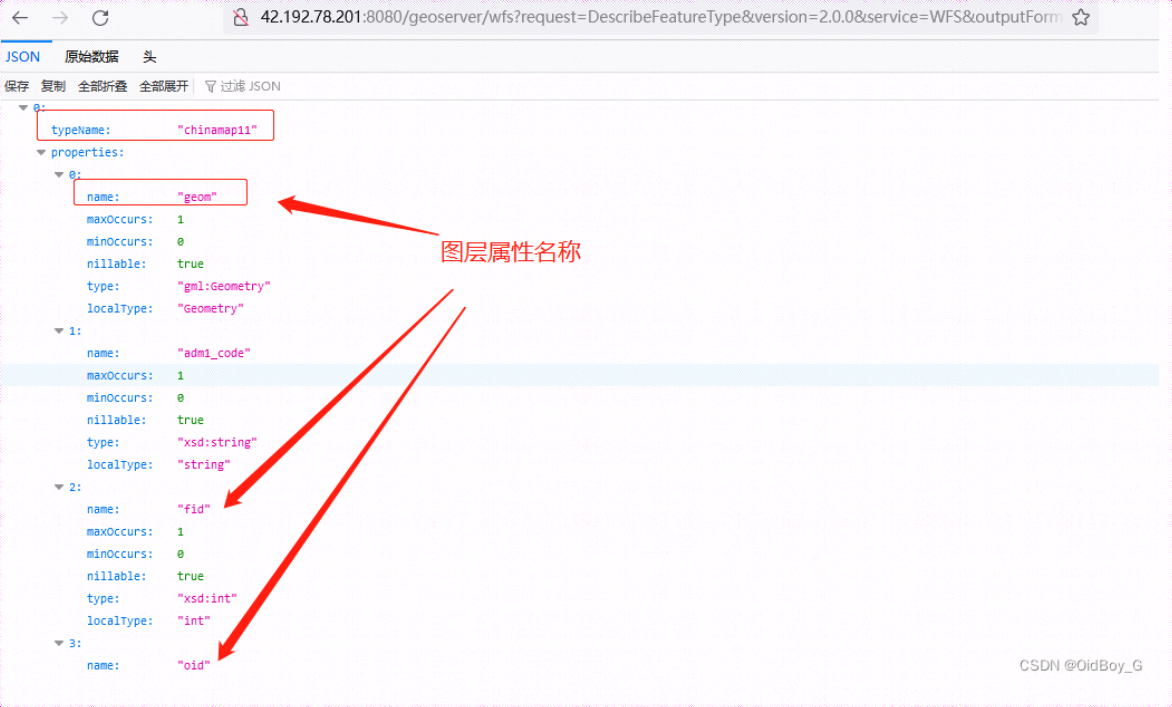 42.192.78.201:8080/geoserver/wfs?request=DescribeFeatureType&version=2.0.0&service=WFS&outputForm
JSON 原始数据 头
保存 复制 全部折叠 全部展开 过滤 JSON
0:
typeName: "chinamap11"
properties:
0:
name: "geom"
maxOccurs: 1
minOccurs: 0
图层属性名称
nillable: true
type: "gml:Geometry"
localType: "Geometry"
1:
name: "adm1_code"
maxOccurs: 1
minOccurs: 0
nillable: true
type: "xsd:string"
localType: "string"
2:
name: "fid"
maxOccurs: 1
minOccurs: 0
nillable: true
type: "xsd:int"
localType: "int"
3:
name: "oid"
CSDN @OidBoy_G